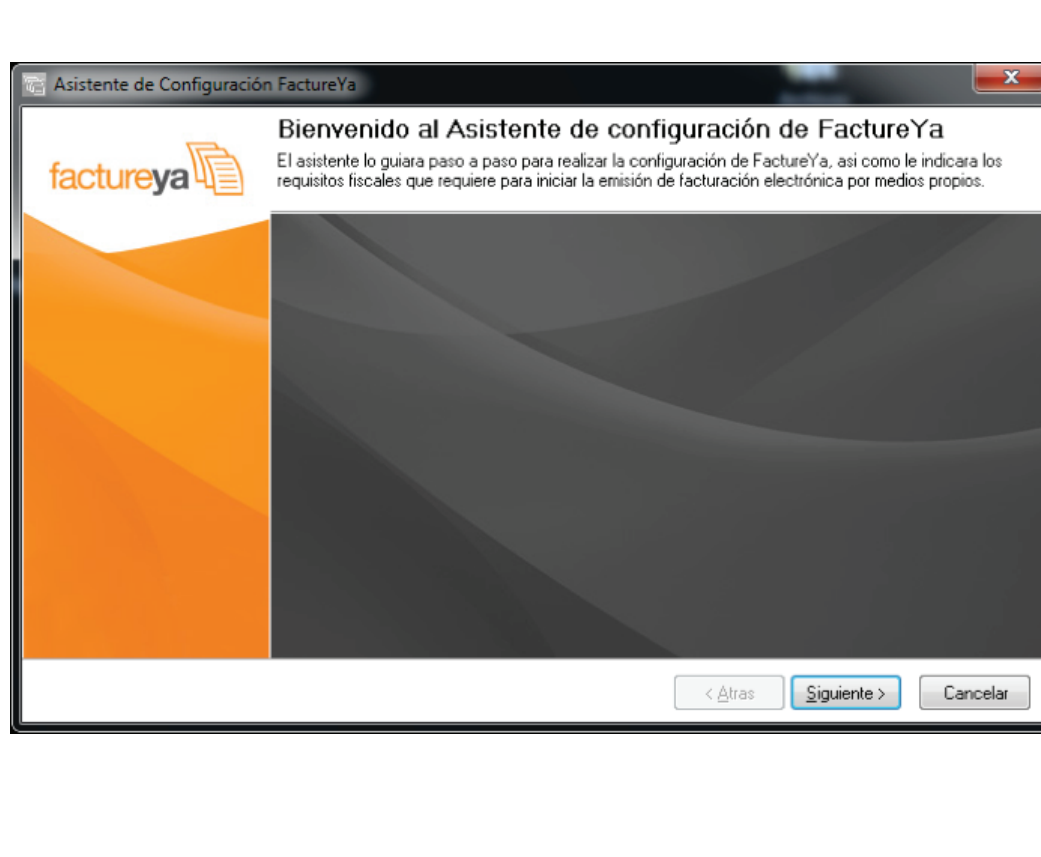 Asistente de Configuración FactureYa
x
factureya
Bienvenido al Asistente de configuración de FactureYa
El asistente lo guiara paso a paso para realizar la configuración de FactureYa, asi como le indicara los
requisitos fiscales que requiere para iniciar la emisión de facturación electrónica por medios propios.
< Atras
Siguiente >
Cancelar